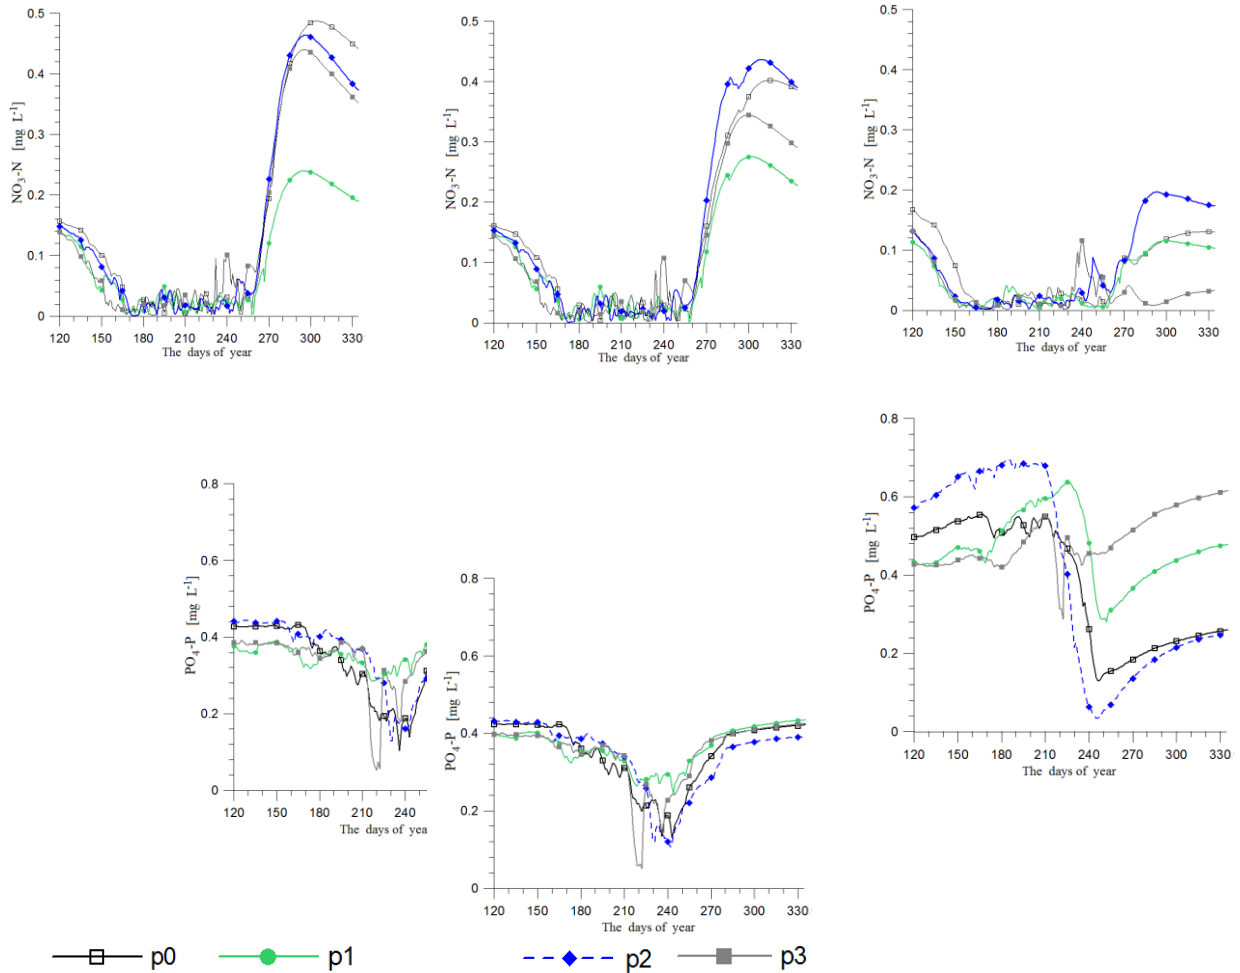 0.5
0.4
0.3
0.2
0.1
0
NO3-N [mg L-1]
120 150 180 210 240 270 300 330
The days of year
0.5
0.4
0.3
0.2
0.1
0
NO3-N [mg L-1]
120 150 180 210 240 270 300 330
The days of year
0.5
0.4
0.3
0.2
0.1
0
NO3-N [mg L-1]
120 150 180 210 240 270 300 330
The days of year
0.8
0.6
0.4
0.2
0
PO4-P [mg L-1]
120 150 180 210 240
The days of yea
0.8
0.6
0.4
0.2
0
PO4-P [mg L-1]
120 150 180 210 240 270 300 330
The days of year
0.8
0.6
0.4
0.2
0
PO4-P [mg L-1]
120 150 180 210 240 270 300 330
The days of year
p0 p1 p2 p3